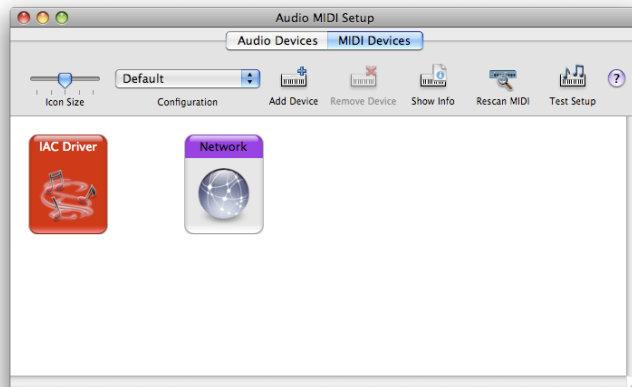 Audio MIDI Setup
Audio Devices MIDI Devices
Default
Icon Size Configuration Add Device Remove Device Show Info Rescan MIDI Test Setup ?
IAC Driver Network